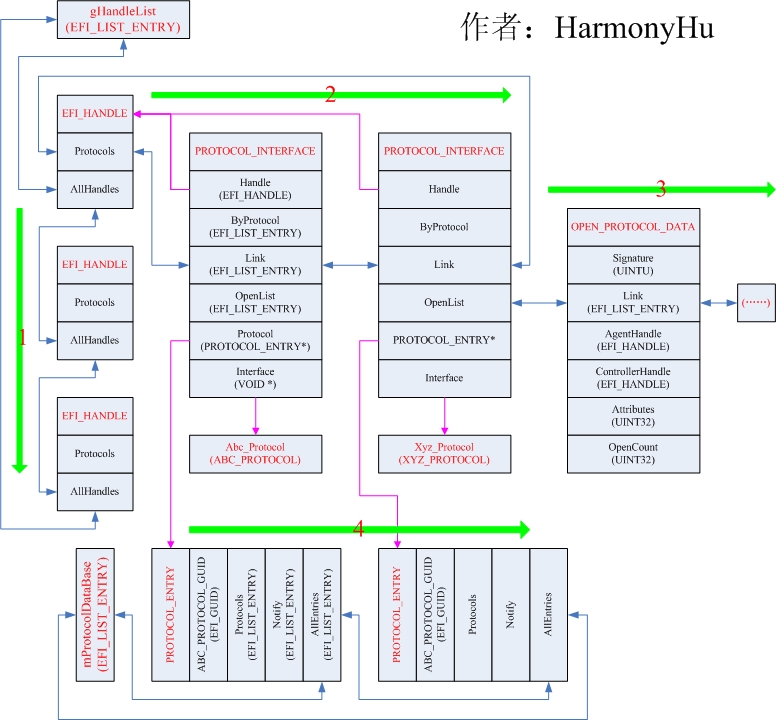 gHandleList
(EFI_LIST_ENTRY)
作者：HarmonyHu
2
EFI_HANDLE
Protocols
AllHandles
PROTOCOL_INTERFACE
Handle
(EFI_HANDLE)
ByProtocol
(EFI_LIST_ENTRY)
Link
(EFI_LIST_ENTRY)
OpenList
(EFI_LIST_ENTRY)
Protocol
(PROTOCOL_ENTRY*)
Interface
(VOID *)
PROTOCOL_INTERFACE
Handle
ByProtocol
Link
OpenList
PROTOCOL_ENTRY*
Interface
3
OPEN_PROTOCOL_DATA
Signature
(UINTU)
Link
(EFI_LIST_ENTRY)
AgentHandle
(EFI_HANDLE)
ControllerHandle
(EFI_HANDLE)
Attributes
(UINT32)
OpenCount
(UINT32)
(……)
1
EFI_HANDLE
Protocols
AllHandles
EFI_HANDLE
Protocols
AllHandles
Abc_Protocol
(ABC_PROTOCOL)
Xyz_Protocol
(XYZ_PROTOCOL)
4
mProtocolDataBase
(EFI_LIST_ENTRY)
PROTOCOL_ENTRY
ABC_PROTOCOL_GUID
(EFI_GUID)
Protocols
(EFI_LIST_ENTRY)
Notify
(EFI_LIST_ENTRY)
AllEntries
(EFI_LIST_ENTRY)
PROTOCOL_ENTRY
ABC_PROTOCOL_GUID
(EFI_GUID)
Protocols
Notify
AllEntries